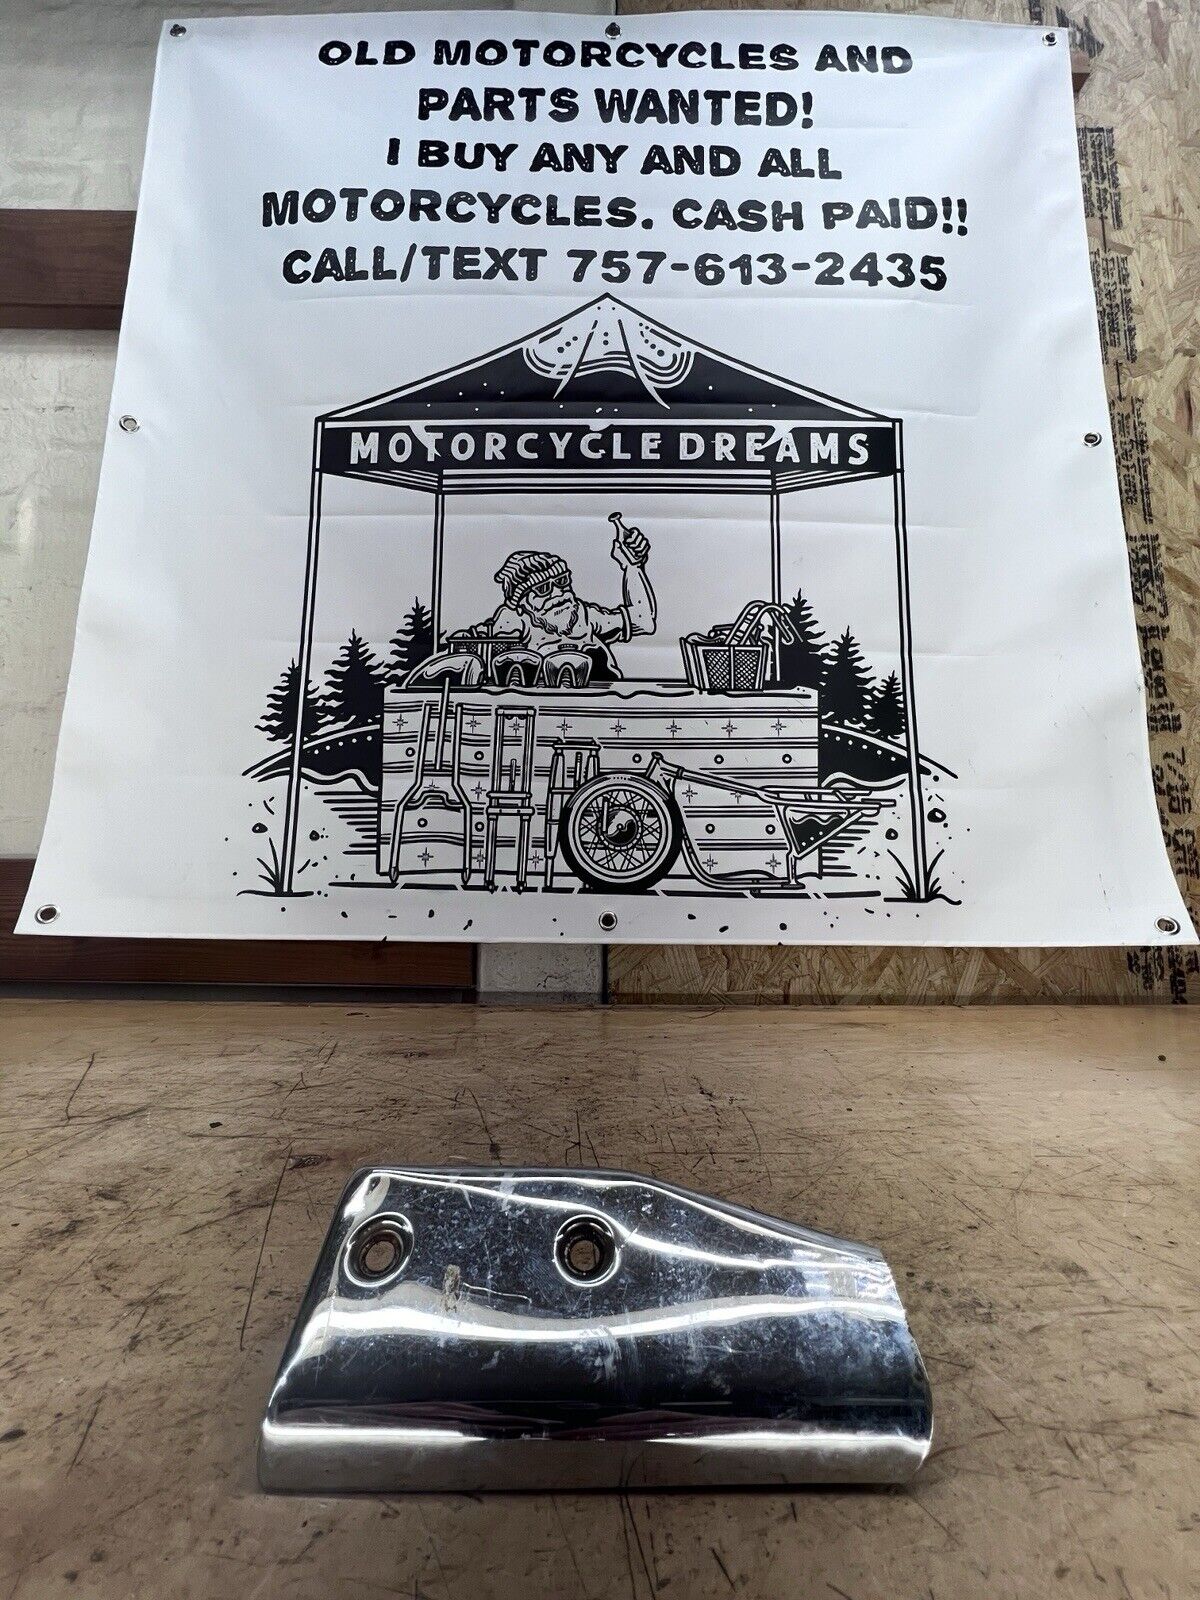 OLD MOTORCYCLES AND
PARTS WANTED!
I BUY ANY AND ALL
MOTORCYCLES. CASH PAID!!
CALL/TEXT 757-613-2435
MOTORCYCLE DREAMS